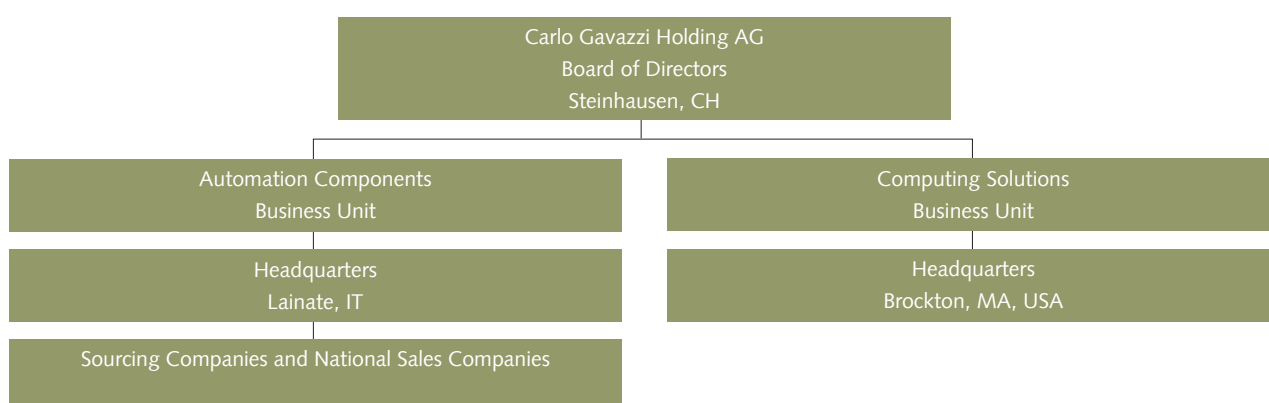 Carlo Gavazzi Holding AG
Board of Directors
Steinhausen, CH
Automation Components
Business Unit
Headquarters
Lainate, IT
Sourcing Companies and National Sales Companies
Computing Solutions
Business Unit
Headquarters
Brockton, MA, USA